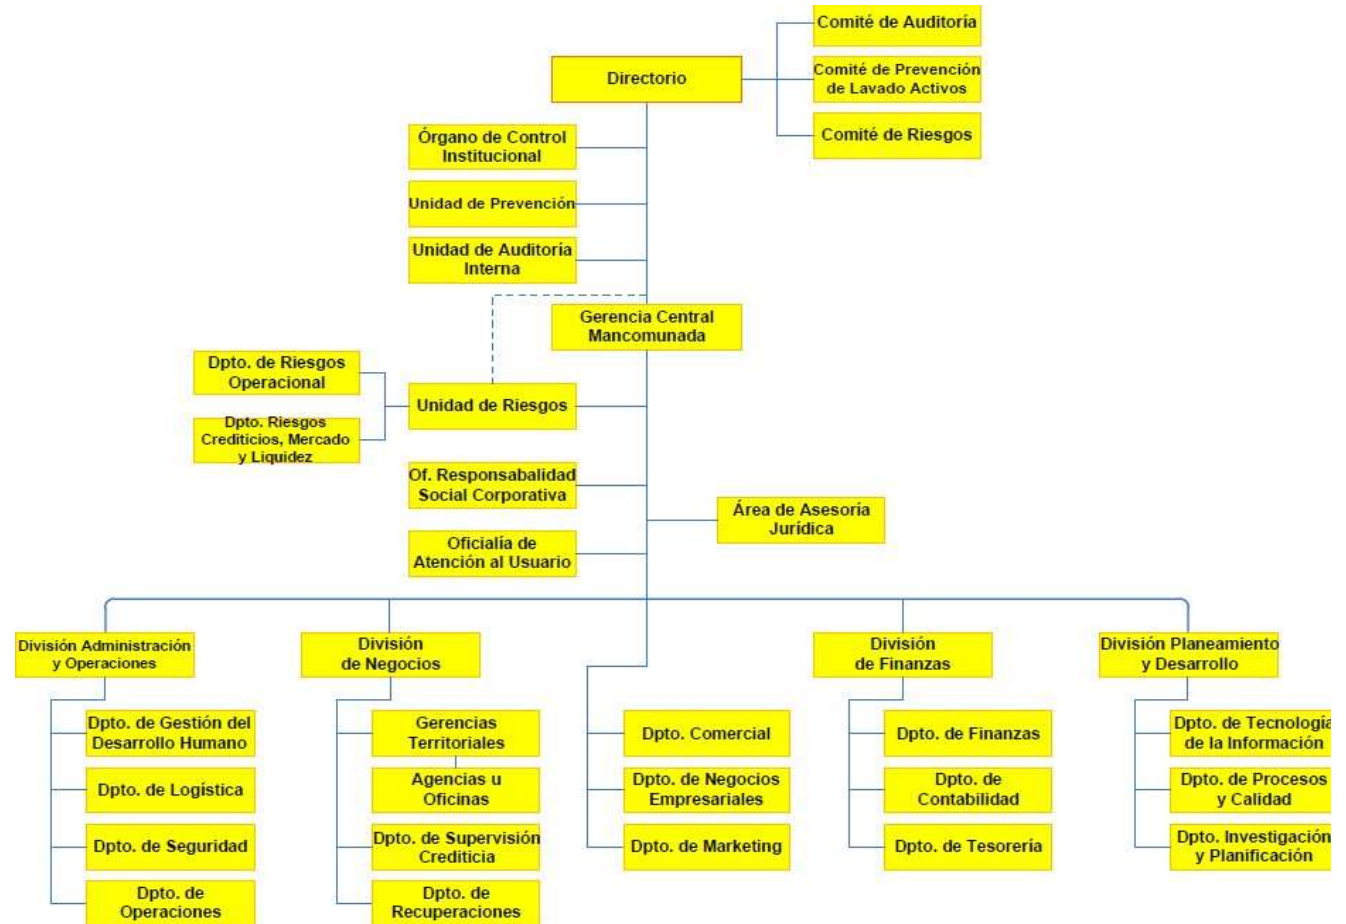 Comité de Auditoría
Directorio
Comité de Prevención
de Lavado Activos
Comité de Riesgos
Órgano de Control
Institucional
Unidad de Prevención
Unidad de Auditoría
Interna
Gerencia Central
Mancomunada
Dpto. de Riesgos
Operacional
Unidad de Riesgos
Dpto. Riesgos
Crediticios, Mercado
y Liquidez
Of. Responsabalidad
Social Corporativa
Área de Asesoría
Jurídica
Oficialía de
Atención al Usuario
División Administración
y Operaciones
División
de Negocios
División
de Finanzas
División Planeamiento
y Desarrollo
Dpto. de Gestión del
Desarrollo Humano
Dpto. de Logística
Dpto. de Seguridad
Dpto. de
Operaciones
Gerencias
Territoriales
Agencias u
Oficinas
Dpto. de Supervisión
Crediticia
Dpto. de
Recuperaciones
Dpto. Comercial
Dpto. de Negocios
Empresariales
Dpto. de Marketing
Dpto. de Finanzas
Dpto. de
Contabilidad
Dpto. de Tesorería
Dpto. de Tecnología
de la Información
Dpto. de Procesos
y Calidad
Dpto. Investigación
y Planificación